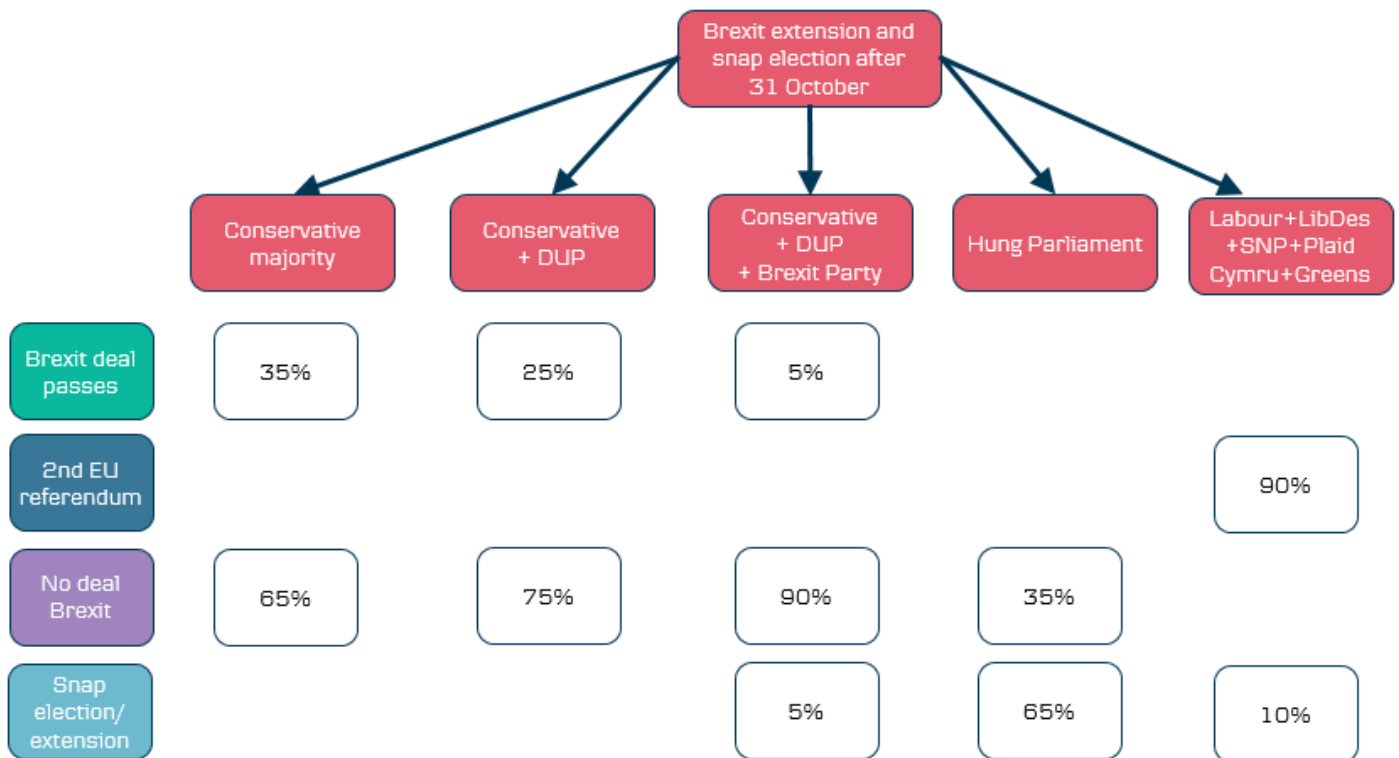 Brexit extension and
snap election after
31 October
Conservative
majority
Conservative
+ DUP
Conservative
+ DUP
+ Brexit Party
Hung Parliament
Labour+LibDes
+SNP+Plaid
Cymru+Greens
Brexit deal
passes
35%
25%
5%
2nd EU
referendum
90%
No deal
Brexit
65%
75%
90%
35%
Snap
election/
extension
5%
65%
10%